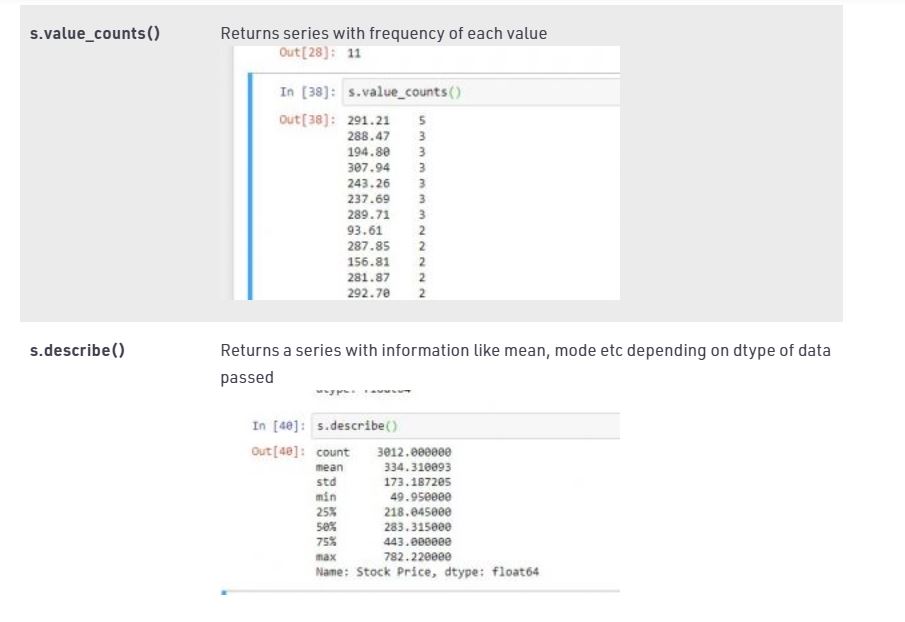 s.value_counts() Returns series with frequency of each value
Out[28]: 11
In [38]: s.value_counts()
Out[38]: 291.21 5
288.47 3
194.80 3
307.94 3
243.26 3
237.69 3
289.71 3
93.61 2
287.85 2
156.81 2
281.87 2
292.70 2
s.describe() Returns a series with information like mean, mode etc depending on dtype of data
passed
In [40]: s.describe()
Out[40]: count 3012.000000
mean 334.310093
std 173.187205
min 49.950000
25% 218.045000
50% 283.315000
75% 443.000000
max 782.220000
Name: Stock Price, dtype: float64